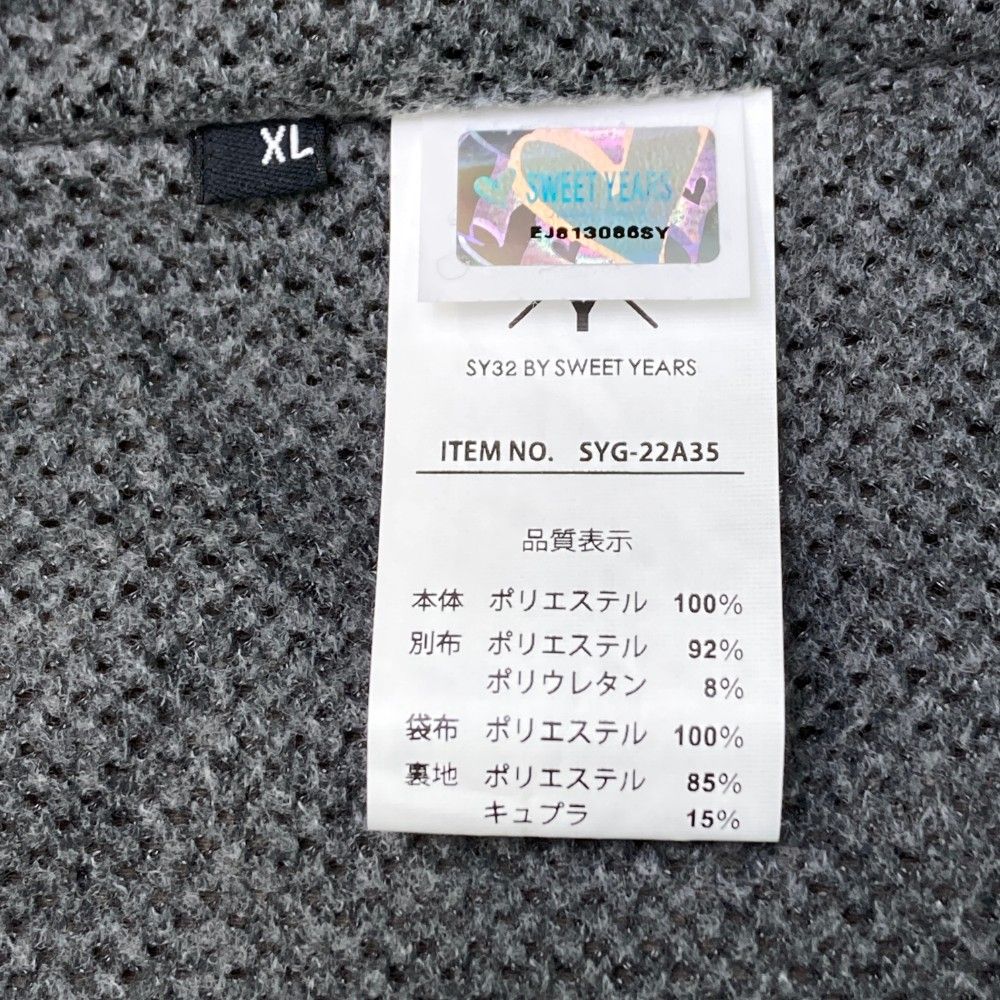 XL
SWEET YEARS
EJ813086SY
SY32 BY SWEET YEARS
ITEM NO. SYG-22A35
品質表示
本体 ポリエステル 100%
別布 ポリエステル 92%
ポリウレタン 8%
袋布 ポリエステル 100%
裏地 ポリエステル 85%
キュプラ 15%